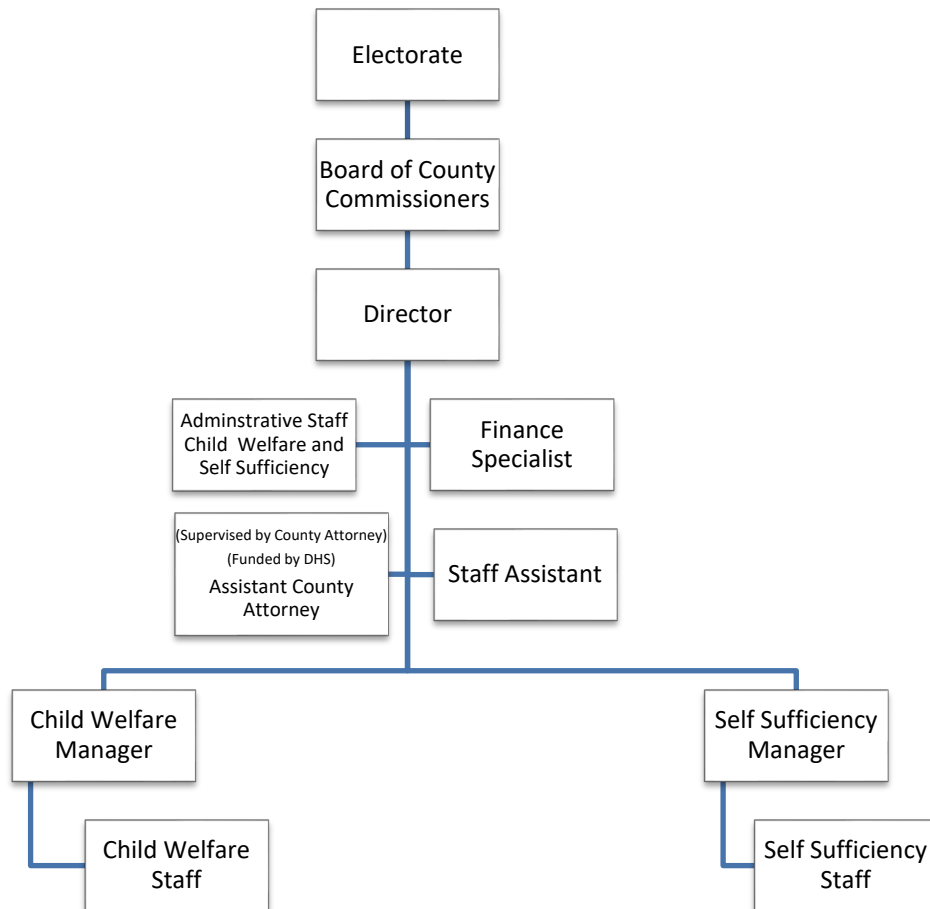 Electorate
Board of County
Commissioners
Director
Adminstrative Staff
Child Welfare and
Self Sufficiency
Finance
Specialist
(Supervised by County Attorney)
(Funded by DHS)
Assistant County
Attorney
Staff Assistant
Child Welfare
Manager
Self Sufficiency
Manager
Child Welfare
Staff
Self Sufficiency
Staff